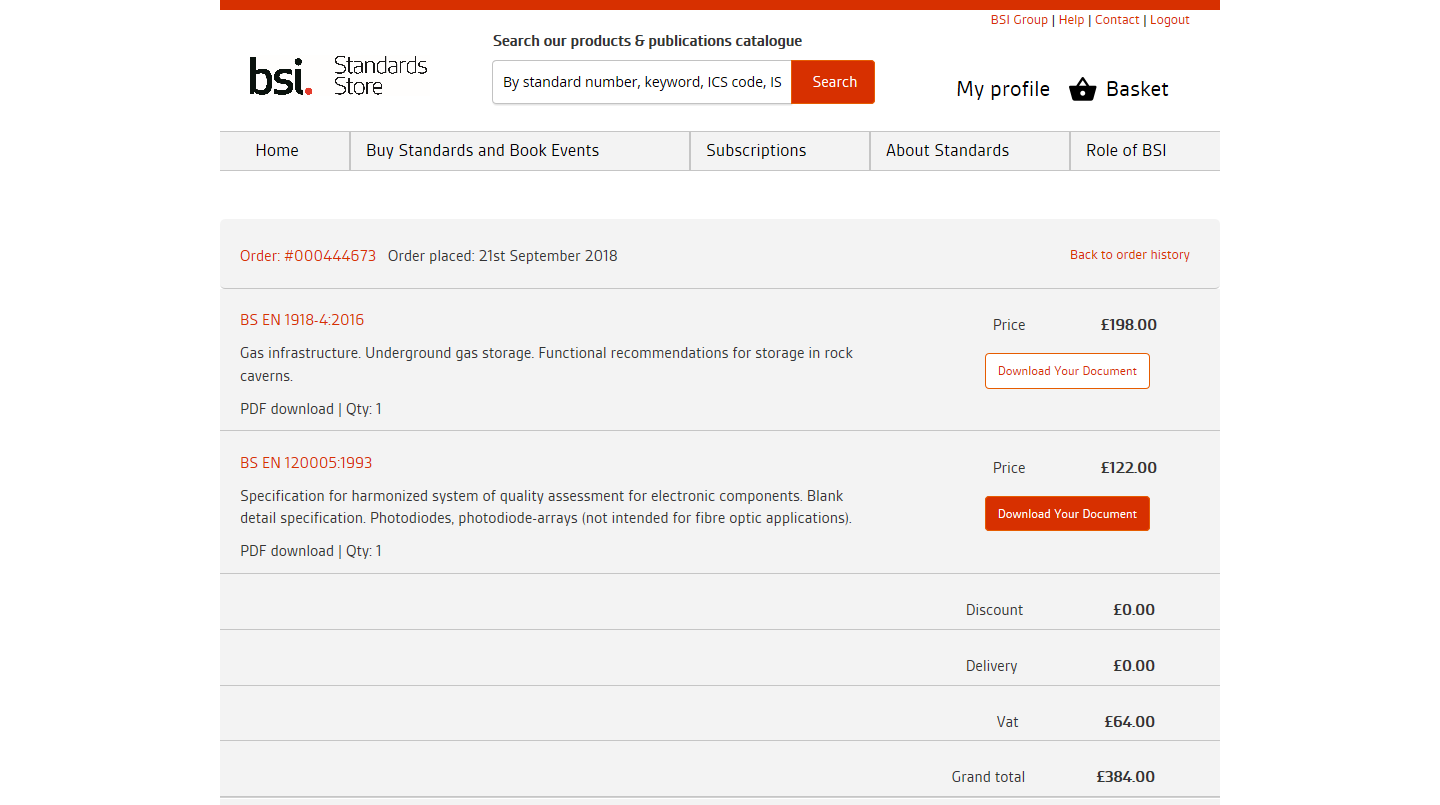 BSI Group | Help | Contact | Logout
Search our products & publications catalogue
bsi. Standards
Store
By standard number, keyword, ICS code, IS
Search
My profile
Basket
Home
Buy Standards and Book Events
Subscriptions
About Standards
Role of BSI
Order: #000444673 Order placed: 21st September 2018
Back to order history
BS EN 1918-4:2016
Price £198.00
Gas infrastructure. Underground gas storage. Functional recommendations for storage in rock
caverns.
Download Your Document
PDF download | Qty: 1
BS EN 120005:1993
Price £122.00
Specification for harmonized system of quality assessment for electronic components. Blank
detail specification. Photodiodes, photodiode-arrays (not intended for fibre optic applications).
Download Your Document
PDF download | Qty: 1
Discount £0.00
Delivery £0.00
Vat £64.00
Grand total £384.00